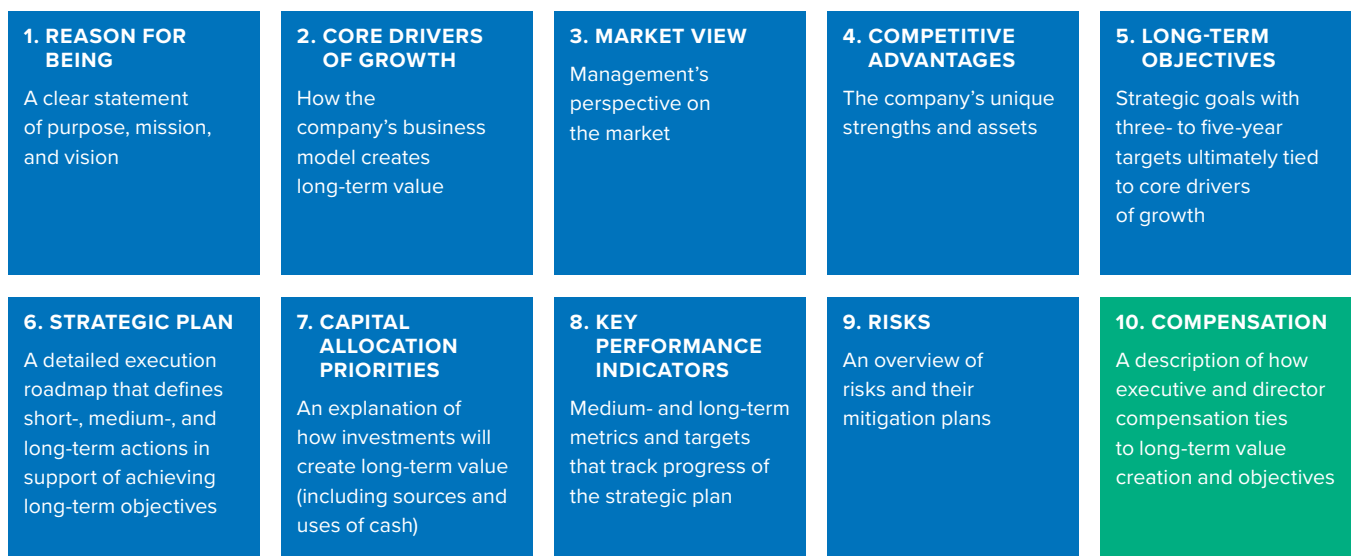 1. REASON FOR
BEING
A clear statement
of purpose, mission,
and vision
2. CORE DRIVERS
OF GROWTH
How the
company’s business
model creates
long-term value
3. MARKET VIEW
Management’s
perspective on
the market
4. COMPETITIVE
ADVANTAGES
The company’s unique
strengths and assets
5. LONG-TERM
OBJECTIVES
Strategic goals with
three- to five-year
targets ultimately tied
to core drivers
of growth
6. STRATEGIC PLAN
A detailed execution
roadmap that defines
short-, medium-, and
long-term actions in
support of achieving
long-term objectives
7. CAPITAL
ALLOCATION
PRIORITIES
An explanation of
how investments will
create long-term value
(including sources and
uses of cash)
8. KEY
PERFORMANCE
INDICATORS
Medium- and long-term
metrics and targets
that track progress of
the strategic plan
9. RISKS
An overview of
risks and their
mitigation plans
10. COMPENSATION
A description of how
executive and director
compensation ties
to long-term value
creation and objectives